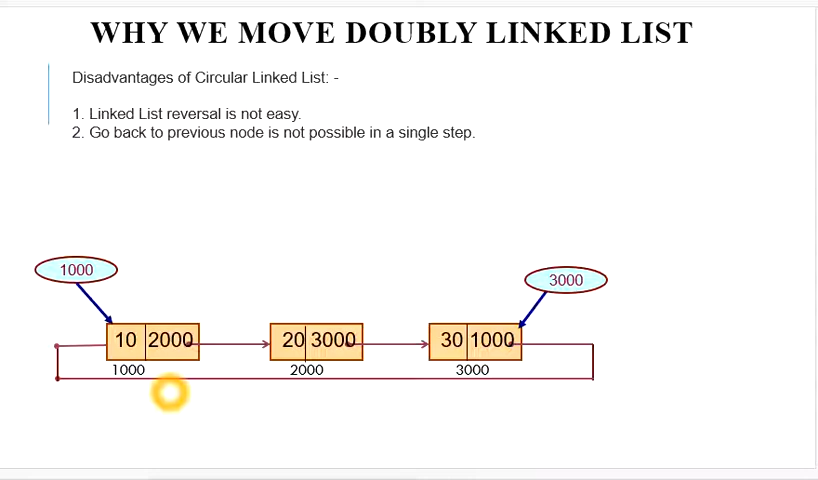 WHY WE MOVE DOUBLY LINKED LIST
Disadvantages of Circular Linked List: -
1. Linked List reversal is not easy.
2. Go back to previous node is not possible in a single step.
1000
3000
10 2000
20 3000
30 1000
1000
2000
3000